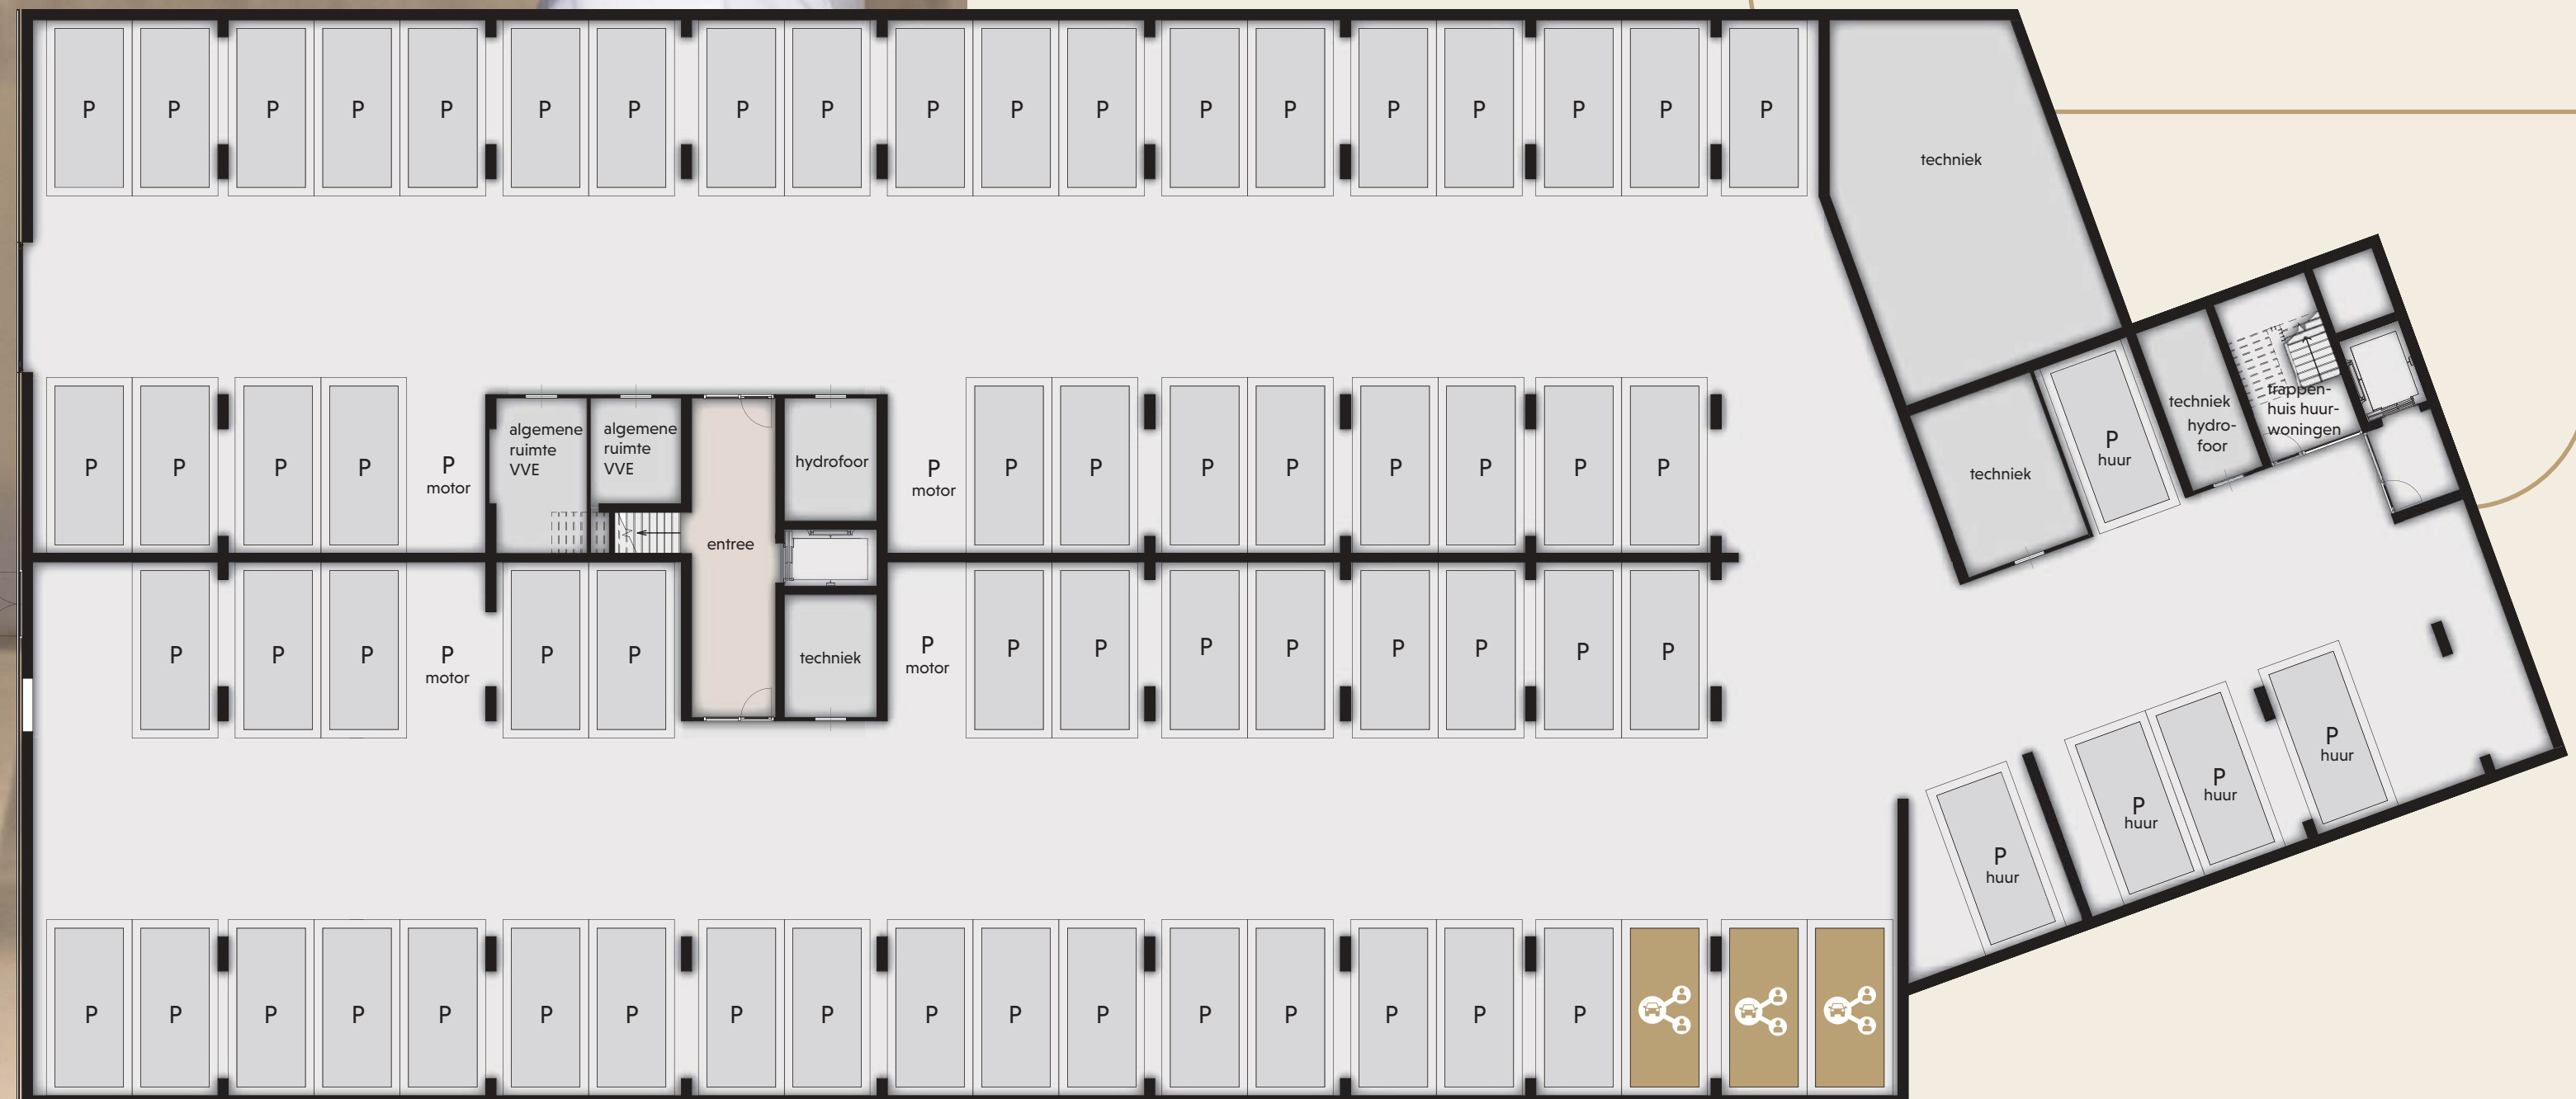 P P P P P P P P P P P P P P P P P P P
techniek
P P P P
P
motor
algemene
ruimte
VVE
algemene
ruimte
VVE
entree
hydrofoor
P
motor
P P P P P P P P
techniek
P
huur
techniek
hydro-
foor
trappen-
huis huur-
woningen
P P P
P
motor
P P
techniek
P
motor
P P P P P P P P
P
huur
P
huur
P
huur
P
huur
P P P P P P P P P P P P P P P P P